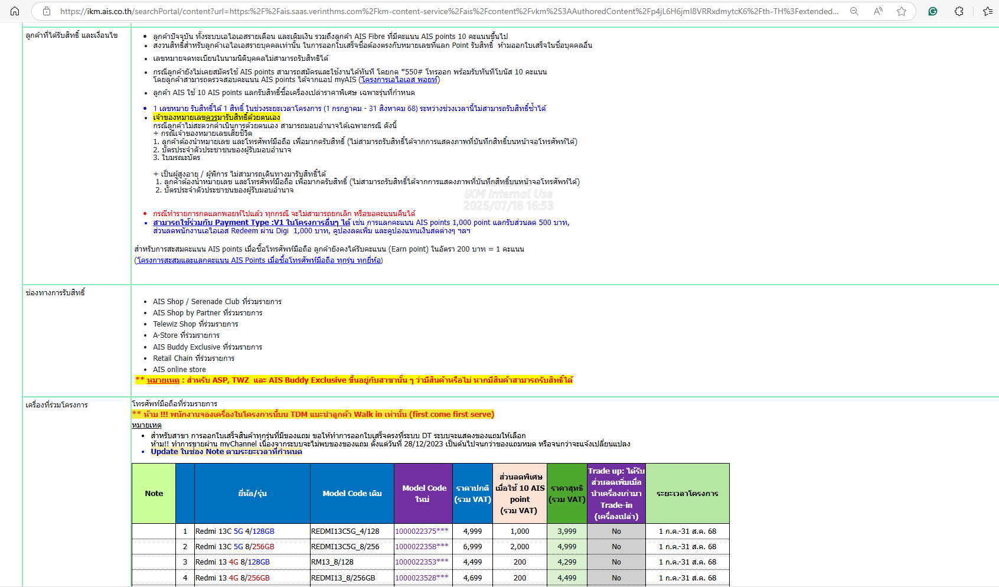 https://ikm.ais.co.th/searchPortal/content?url=https:%2F%2Fais.saas.verinthms.com%2Fkm-content-service%2Fais%2Fcontent%2Fvkm%253AAuthoredContent%2Fp4jL6H6jmI8VRRxdmytcK6%2Fth-TH%3Fextended...
ลูกค้าที่ได้รับสิทธิ์ และเงื่อนไข
• ลูกค้าปัจจุบัน ทั้งระบบเอไอเอสรายเดือน และเติมเงิน รวมถึงลูกค้า AIS Fibre ที่มีคะแนน AIS points 10 คะแนนขึ้นไป
• สงวนสิทธิ์สำหรับลูกค้าเอไอเอสรายบุคคลเท่านั้น ในการออกใบเสร็จชื่อต้องตรงกับหมายเลขที่แลก Point รับสิทธิ์ ห้ามออกใบเสร็จในชื่อบุคคลอื่น
• เลขหมายจดทะเบียนในนามนิติบุคคลไม่สามารถรับสิทธิ์ได้
• กรณีลูกค้ายังไม่เคยสมัครใช้ AIS points สามารถสมัครและใช้งานได้ทันที โดยกด *550# โทรออก พร้อมรับทันทีโบนัส 10 คะแนน
โดยลูกค้าสามารถตรวจสอบคะแนน AIS points ได้จากแอป myAIS (โครงการเอไอเอส พอยท์)
• ลูกค้า AIS ใช้ 10 AIS points แลกรับสิทธิ์ซื้อเครื่องเปล่าราคาพิเศษ เฉพาะรุ่นที่กำหนด
• 1 เลขหมาย รับสิทธิ์ได้ 1 สิทธิ์ ในช่วงระยะเวลาโครงการ (1 กรกฎาคม - 31 สิงหาคม 68) ระหว่างช่วงเวลานี้ไม่สามารถรับสิทธิ์ซ้ำได้
• เจ้าของหมายเลขควรมารับสิทธิ์ด้วยตนเอง
กรณีลูกค้าไม่สะดวกดำเนินการด้วยตนเอง สามารถมอบอำนาจได้เฉพาะกรณี ดังนี้
+ กรณีเจ้าของหมายเลขเสียชีวิต
1. ลูกค้าต้องนำหมายเลข และโทรศัพท์มือถือ เพื่อมากดรับสิทธิ์ (ไม่สามารถรับสิทธิ์ได้จากการแสดงภาพที่บันทึกสิทธิ์บนหน้าจอโทรศัพท์ได้)
2. บัตรประจำตัวประชาชนของผู้รับมอบอำนาจ
3. ใบมรณะบัตร
+ เป็นผู้สูงอายุ / ผู้พิการ ไม่สามารถเดินทางมารับสิทธิ์ได้
1. ลูกค้าต้องนำหมายเลข และโทรศัพท์มือถือ เพื่อมากดรับสิทธิ์ (ไม่สามารถรับสิทธิ์ได้จากการแสดงภาพที่บันทึกสิทธิ์บนหน้าจอโทรศัพท์ได้)
2. บัตรประจำตัวประชาชนของผู้รับมอบอำนาจ
IKM Internal Use
2025/07/18 16:53
• กรณีทำรายการกดแลกพอยท์ไปแล้ว ทุกกรณี จะไม่สามารถยกเลิก หรือขอคะแนนคืนได้
• สามารถใช้ร่วมกับ Payment Type :V1 ในโครงการอื่นๆ ได้ เช่น การแลกคะแนน AIS points 1,000 point แลกรับส่วนลด 500 บาท,
ส่วนลดพนักงานเอไอเอส Redeem ผ่าน Digi 1,000 บาท, คูปองลดเพิ่ม และคูปองแทนเงินสดต่างๆ ฯลฯ
สำหรับการสะสมคะแนน AIS points เมื่อซื้อโทรศัพท์มือถือ ลูกค้ายังคงได้รับคะแนน (Earn point) ในอัตรา 200 บาท = 1 คะแนน
(โครงการสะสมและแลกคะแนน AIS Points เมื่อซื้อโทรศัพท์มือถือ ทุกรุ่น ทุกยี่ห้อ)
ช่องทางการรับสิทธิ์
• AIS Shop / Serenade Club ที่ร่วมรายการ
• AIS Shop by Partner ที่ร่วมรายการ
• Telewiz Shop ที่ร่วมรายการ
• A-Store ที่ร่วมรายการ
• AIS Buddy Exclusive ที่ร่วมรายการ
• Retail Chain ที่ร่วมรายการ
• AIS online store
** หมายเหตุ : สำหรับ ASP, TWZ และ AIS Buddy Exclusive ขึ้นอยู่กับสาขานั้น ๆ ว่ามีสินค้าหรือไม่ หากมีสินค้าสามารถรับสิทธิ์ได้
เครื่องที่ร่วมโครงการ
โทรศัพท์มือถือที่ร่วมรายการ
** ห้าม !!! พนักงานจองเครื่องในโครงการนี้บน TDM แนะนำลูกค้า Walk in เท่านั้น (first come first serve)
หมายเหตุ
• สำหรับสาขา การออกใบเสร็จสินค้าทุกรุ่นที่มีของแถม ขอให้ทำการออกใบเสร็จตรงที่ระบบ DT ระบบจะแสดงของแถมให้เลือก
ห้าม!! ทำการขายผ่าน myChannel เนื่องจากระบบจะไม่พบของของแถม ตั้งแต่วันที่ 28/12/2023 เป็นต้นไปจนกว่าของแถมหมด หรือจนกว่าจะแจ้งเปลี่ยนแปลง
• Update ในช่อง Note ตามระยะเวลาที่กำหนด
Note ยี่ห้อ/รุ่น Model Code เดิม Model Code ใหม่ ราคาปกติ (รวม VAT) ส่วนลดพิเศษ เมื่อใช้ 10 AIS point (รวม VAT) ราคาสุทธิ (รวม VAT) Trade up: ได้รับส่วนลดเพิ่มเมื่อนำเครื่องเก่ามา Trade-in (เครื่องเปล่า) ระยะเวลาโครงการ
1 Redmi 13C 5G 4/128GB REDMI13C5G_4/128 1000022375*** 4,999 1,000 3,999 No 1 ก.ค.-31 ส.ค. 68
2 Redmi 13C 5G 8/256GB REDMI13C5G_8/256 1000022358*** 6,999 2,000 4,999 No 1 ก.ค.-31 ส.ค. 68
3 Redmi 13 4G 8/128GB RM13_8/128 1000022353*** 4,499 200 4,299 No 1 ก.ค.-31 ส.ค. 68
4 Redmi 13 4G 8/256GB REDMI13_8/256GB 1000023528*** 4,699 200 4,499 No 1 ก.ค.-31 ส.ค. 68